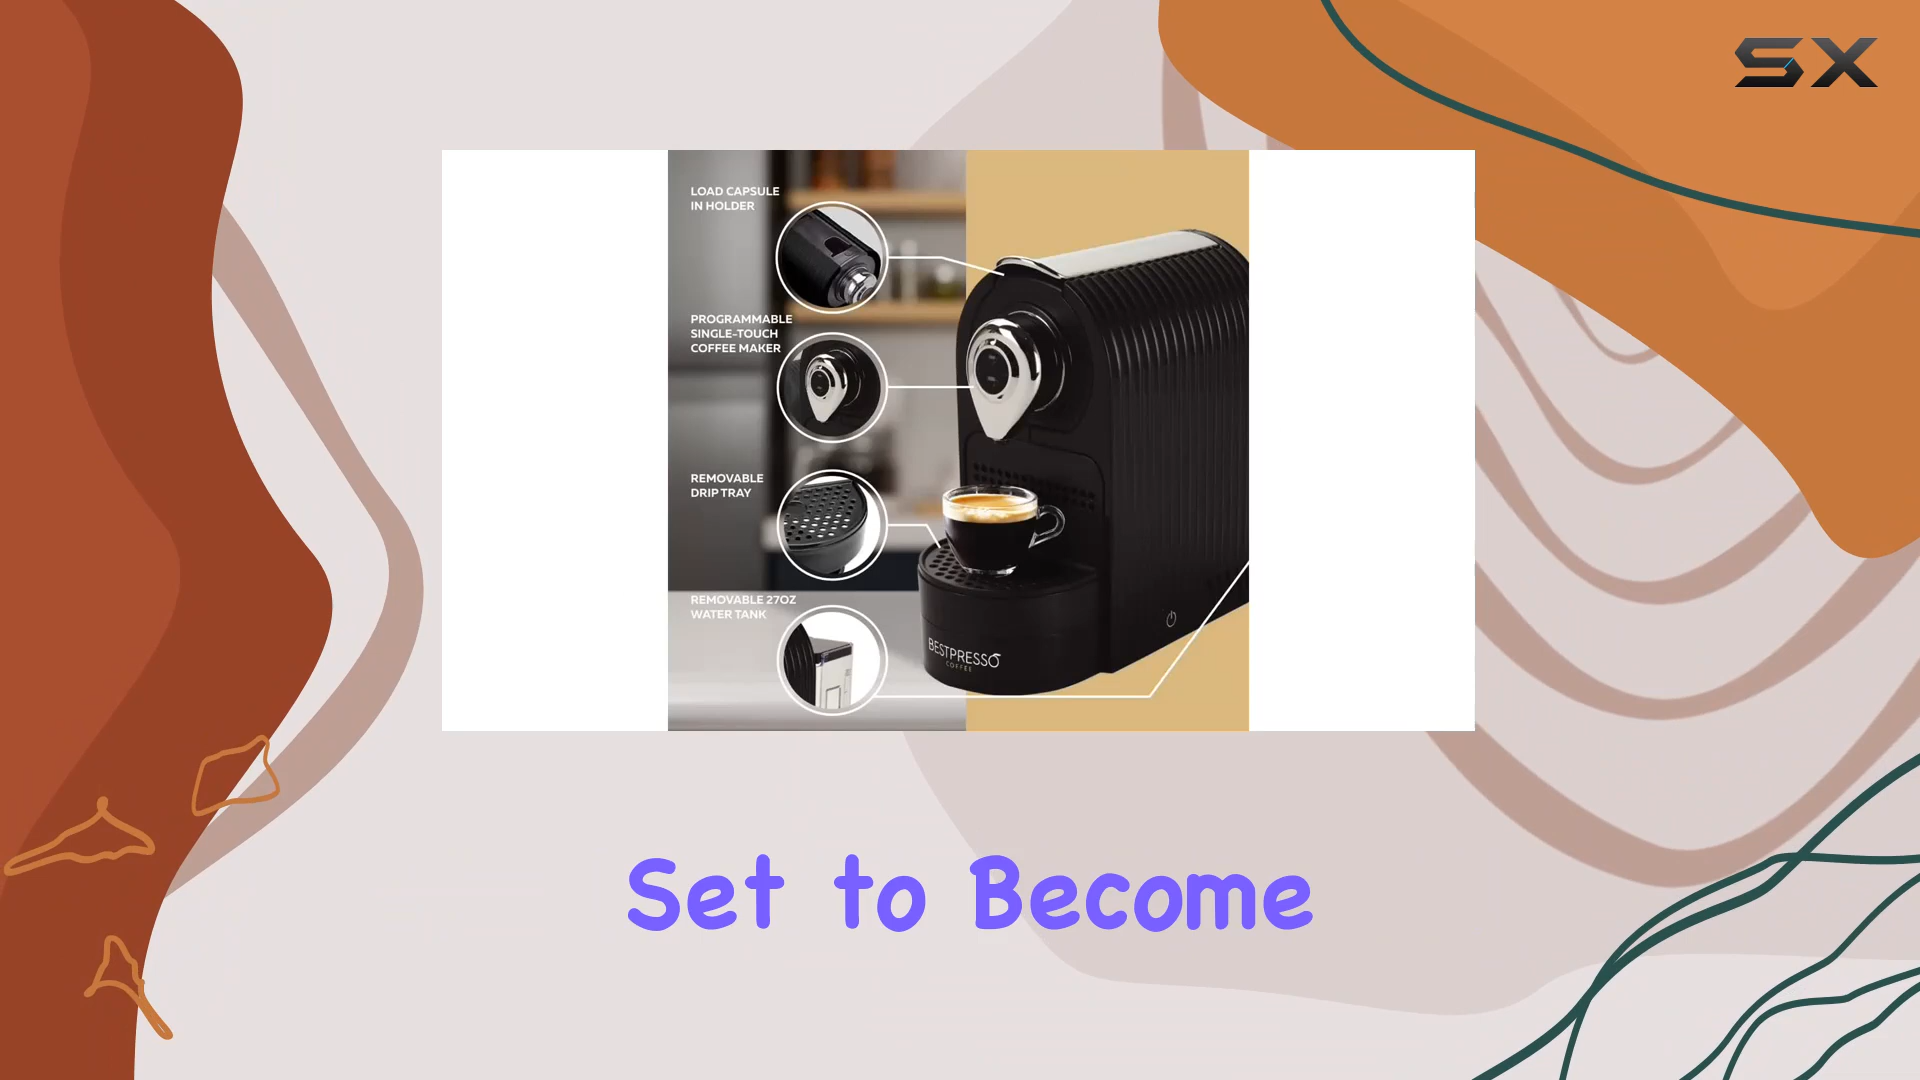 SX
LOAD CAPSULE
IN HOLDER
PROGRAMMABLE
SINGLE-TOUCH
COFFEE MAKER
REMOVABLE
DRIP TRAY
REMOVABLE 27OZ
WATER TANK
BESTPRESSO
COFFEE
Set to Become